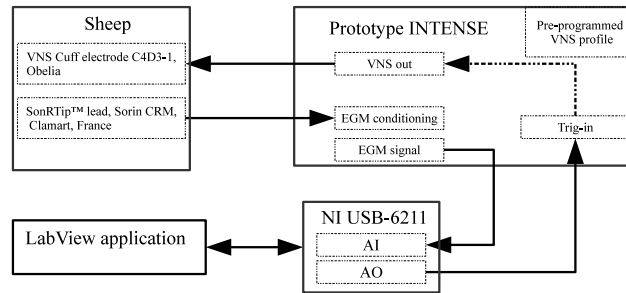 Sheep
VNS Cuff electrode C4D3-1,
Obelia
SonRTip™ lead, Sorin CRM,
Clamart, France
Prototype INTENSE
Pre-programmed
VNS profile
VNS out
EGM conditioning
EGM signal
Trig-in
LabView application
NI USB-6211
AI
AO